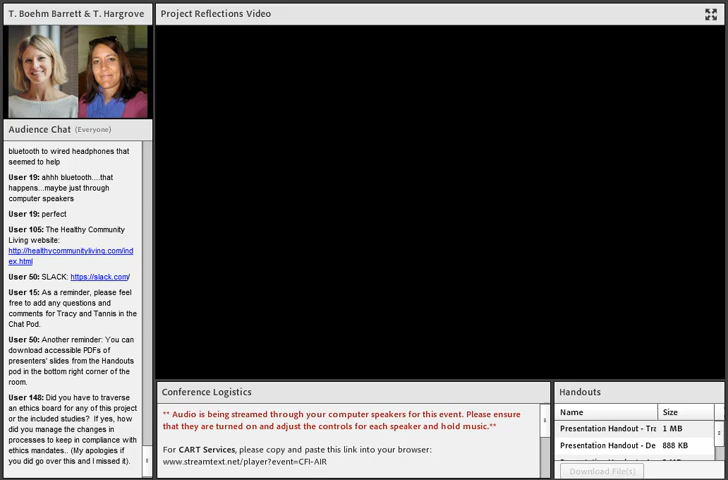 T. Boehm Barrett & T. Hargrove
Project Reflections Video
Audience Chat (Everyone)
bluetooth to wired headphones that
seemed to help
User 19: ahhh bluetooth....that
happens...maybe just through
computer speakers
User 19: perfect
User 105: The Healthy Community
Living website:
http://healthycommunityliving.com/ind
ex.html
User 50: SLACK: https://slack.com/
User 15: As a reminder, please feel
free to add any questions and
comments for Tracy and Tannis in the
Chat Pod.
User 50: Another reminder: You can
download accessible PDFs of
presenters' slides from the Handouts
pod in the bottom right corner of the
room.
User 148: Did you have to traverse
an ethics board for any of this project
or the included studies? If yes, how
did you manage the changes in
processes to keep in compliance with
ethics mandates.. (My apologies if
you did go over this and I missed it).
Conference Logistics
** Audio is being streamed through your computer speakers for this event. Please ensure
that they are turned on and adjust the controls for each speaker and hold music.**
For CART Services, please copy and paste this link into your browser:
www.streamtext.net/player?event=CFI-AIR
Handouts
Name Size
Presentation Handout - Tra 1 MB
Presentation Handout - De 888 KB
Download File(s)